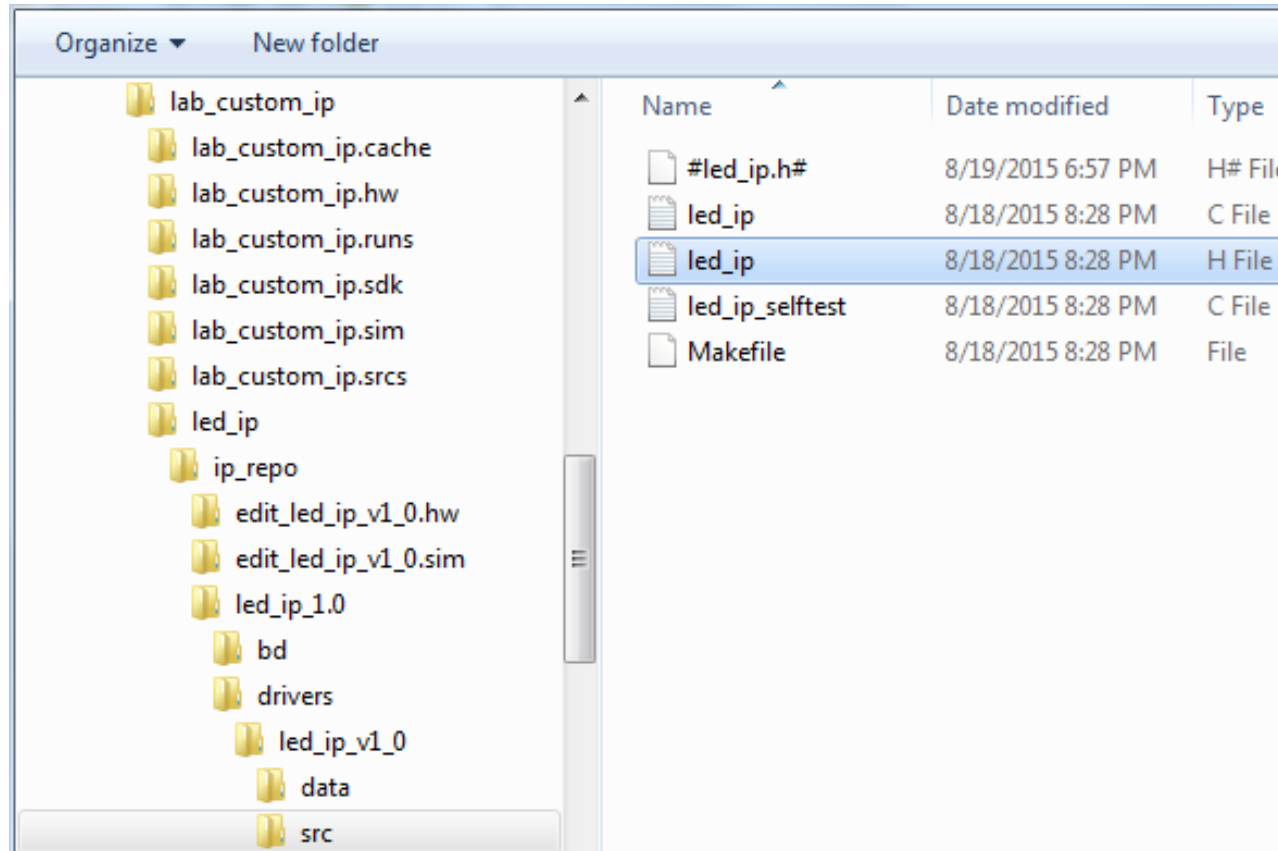 Organize New folder
lab_custom_ip
lab_custom_ip.cache
lab_custom_ip.hw
lab_custom_ip.runs
lab_custom_ip.sdk
lab_custom_ip.sim
lab_custom_ip.srcs
led_ip
ip_repo
edit_led_ip_v1_0.hw
edit_led_ip_v1_0.sim
led_ip_1.0
bd
drivers
led_ip_v1_0
data
src
Name Date modified Type
#led_ip.h# 8/19/2015 6:57 PM H# File
led_ip 8/18/2015 8:28 PM C File
led_ip 8/18/2015 8:28 PM H File
led_ip_selftest 8/18/2015 8:28 PM C File
Makefile 8/18/2015 8:28 PM File